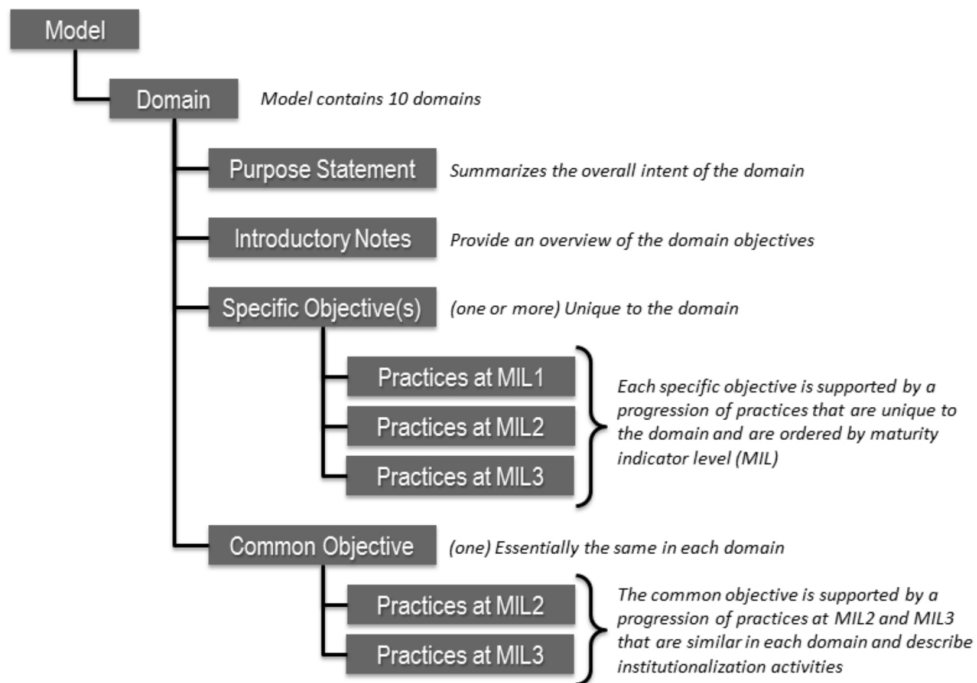 Model
Domain
Model contains 10 domains
Purpose Statement
Summarizes the overall intent of the domain
Introductory Notes
Provide an overview of the domain objectives
Specific Objective(s)
(one or more) Unique to the domain
Practices at MIL1
Practices at MIL2
Practices at MIL3
Each specific objective is supported by a
progression of practices that are unique to
the domain and are ordered by maturity
indicator level (MIL)
Common Objective
(one) Essentially the same in each domain
Practices at MIL2
Practices at MIL3
The common objective is supported by a
progression of practices at MIL2 and MIL3
that are similar in each domain and describe
institutionalization activities